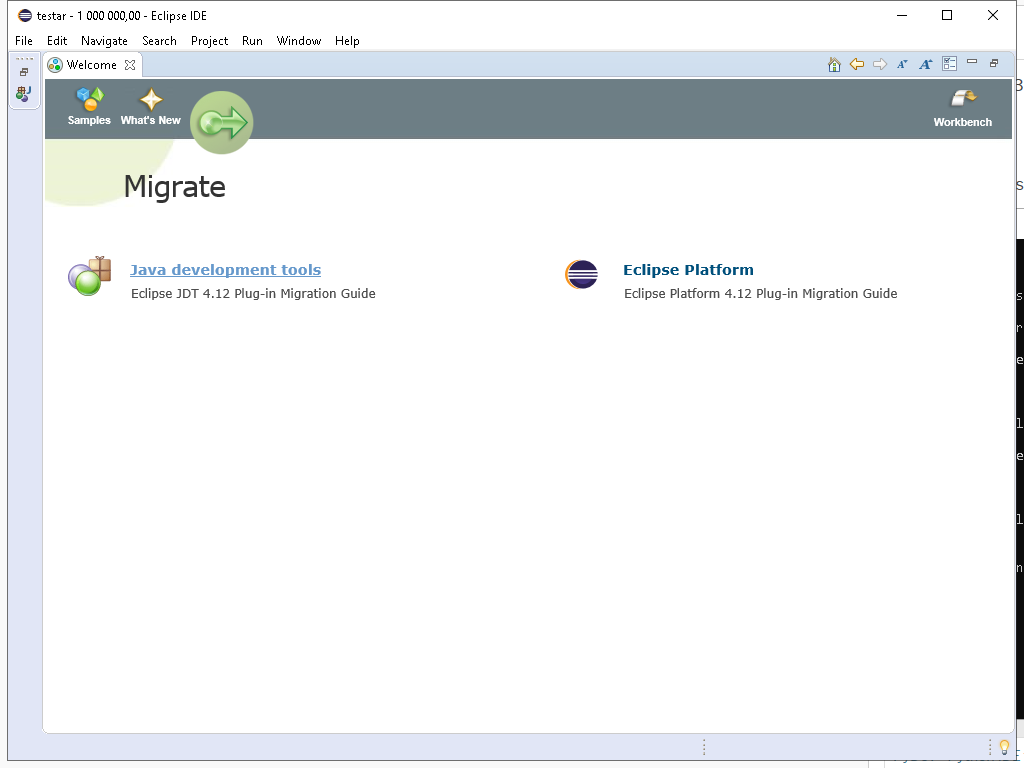 testar - 1 000 000,00 - Eclipse IDE
File Edit Navigate Search Project Run Window Help
Welcome
Samples What's New Workbench
Migrate
Java development tools
Eclipse JDT 4.12 Plug-in Migration Guide
Eclipse Platform
Eclipse Platform 4.12 Plug-in Migration Guide